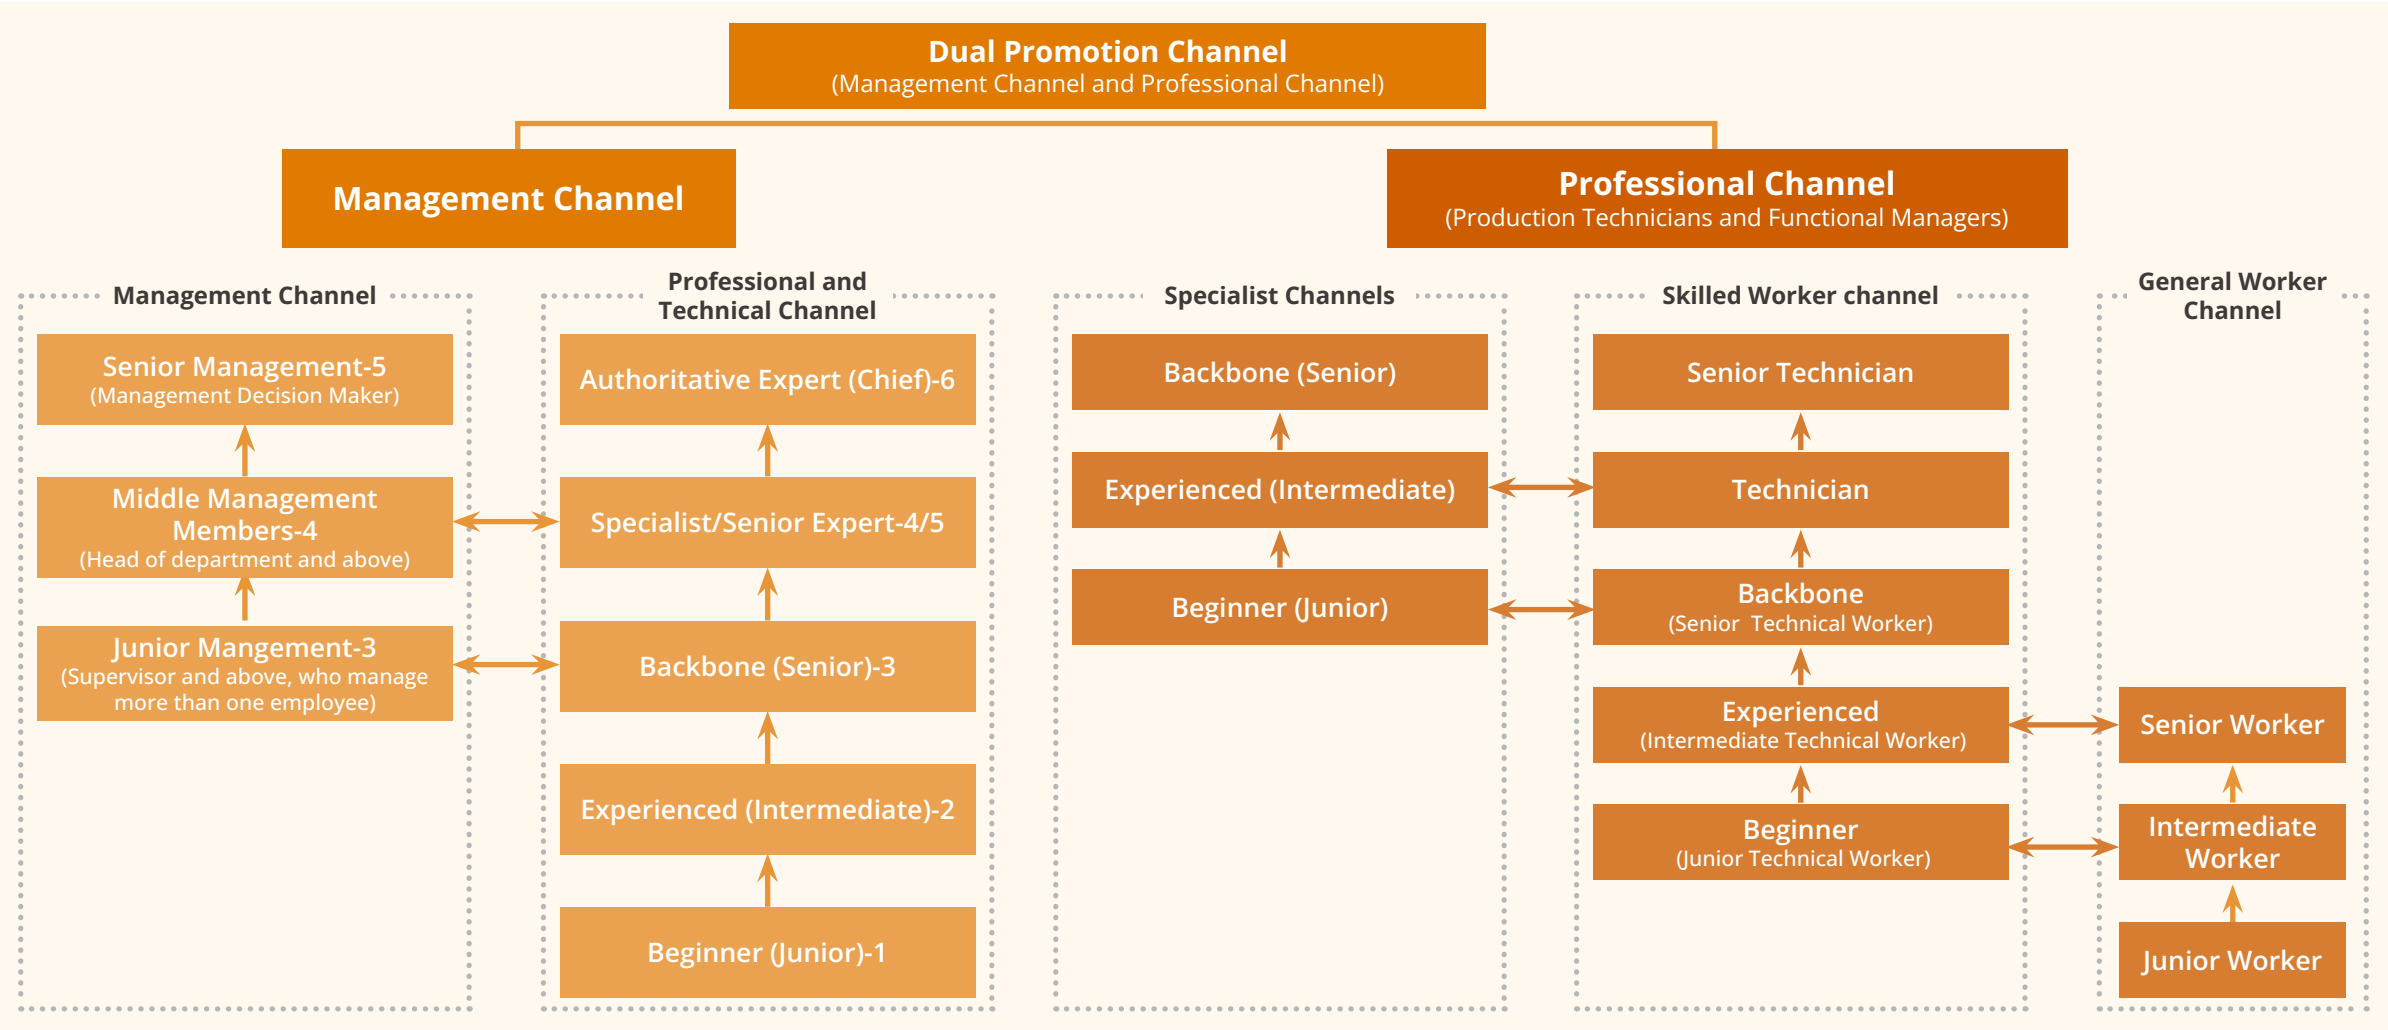 Dual Promotion Channel
(Management Channel and Professional Channel)
Management Channel
Professional Channel
(Production Technicians and Functional Managers)
Management Channel
Senior Management-5
(Management Decision Maker)
Middle Management
Members-4
(Head of department and above)
Junior Mangement-3
(Supervisor and above, who manage
more than one employee)
Professional and
Technical Channel
Authoritative Expert (Chief)-6
Specialist/Senior Expert-4/5
Backbone (Senior)-3
Experienced (Intermediate)-2
Beginner (Junior)-1
Specialist Channels
Backbone (Senior)
Experienced (Intermediate)
Beginner (Junior)
Skilled Worker channel
Senior Technician
Technician
Backbone
(Senior  Technical Worker)
Experienced
(Intermediate Technical Worker)
Beginner
(Junior Technical Worker)
General Worker
Channel
Senior Worker
Intermediate
Worker
Junior Worker